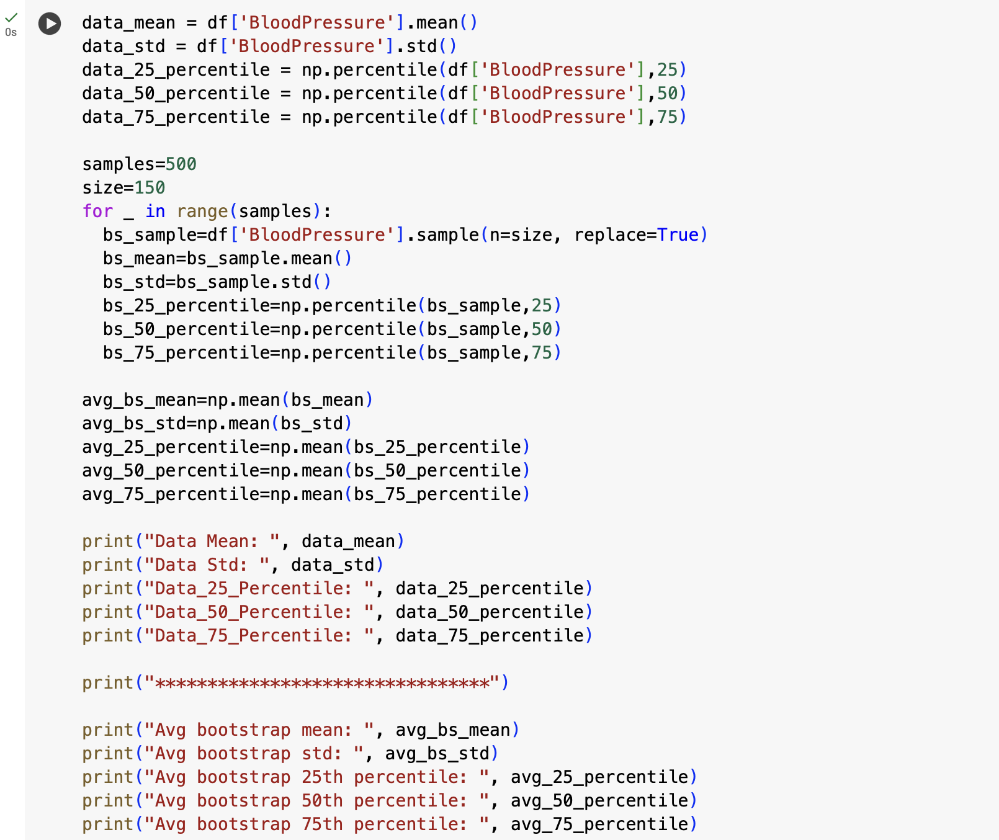 0s
data_mean = df['BloodPressure'].mean()
data_std = df['BloodPressure'].std()
data_25_percentile = np.percentile(df['BloodPressure'],25)
data_50_percentile = np.percentile(df['BloodPressure'],50)
data_75_percentile = np.percentile(df['BloodPressure'],75)

samples=500
size=150
for _ in range(samples):
  bs_sample=df['BloodPressure'].sample(n=size, replace=True)
  bs_mean=bs_sample.mean()
  bs_std=bs_sample.std()
  bs_25_percentile=np.percentile(bs_sample,25)
  bs_50_percentile=np.percentile(bs_sample,50)
  bs_75_percentile=np.percentile(bs_sample,75)

avg_bs_mean=np.mean(bs_mean)
avg_bs_std=np.mean(bs_std)
avg_25_percentile=np.mean(bs_25_percentile)
avg_50_percentile=np.mean(bs_50_percentile)
avg_75_percentile=np.mean(bs_75_percentile)

print("Data Mean: ", data_mean)
print("Data Std: ", data_std)
print("Data_25_Percentile: ", data_25_percentile)
print("Data_50_Percentile: ", data_50_percentile)
print("Data_75_Percentile: ", data_75_percentile)

print("********************************")

print("Avg bootstrap mean: ", avg_bs_mean)
print("Avg bootstrap std: ", avg_bs_std)
print("Avg bootstrap 25th percentile: ", avg_25_percentile)
print("Avg bootstrap 50th percentile: ", avg_50_percentile)
print("Avg bootstrap 75th percentile: ", avg_75_percentile)